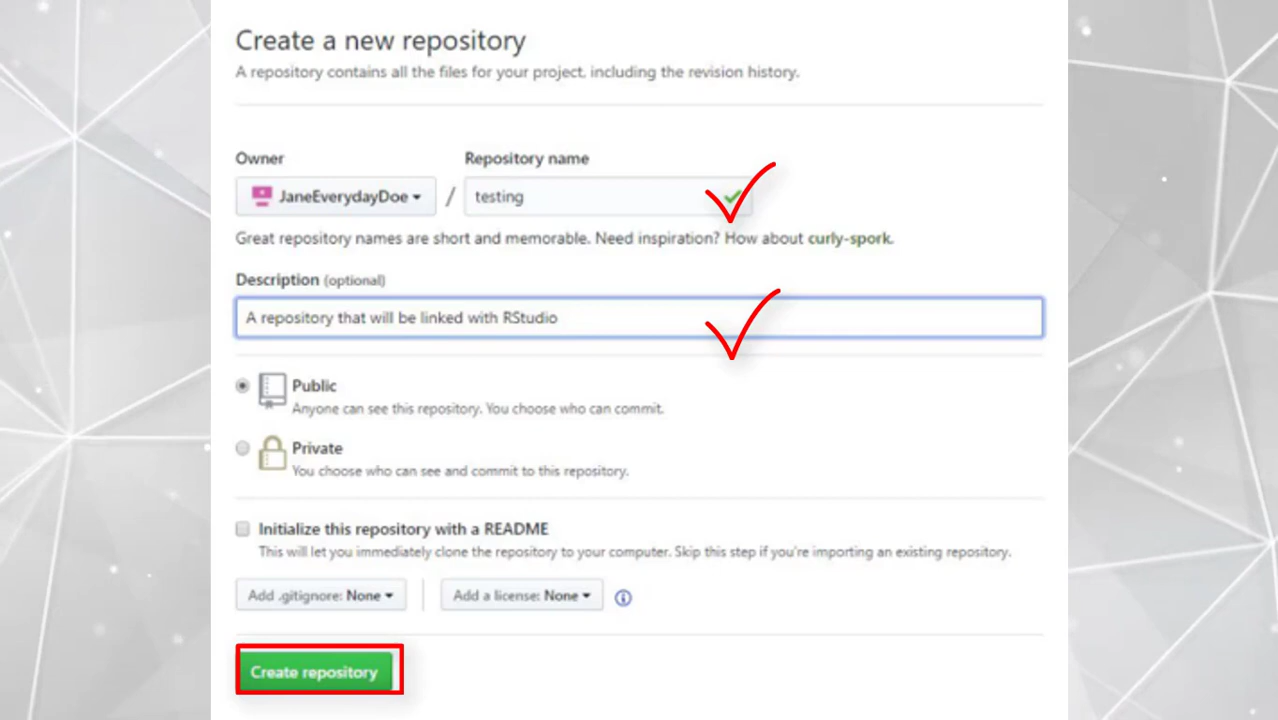 Create a new repository
A repository contains all the files for your project, including the revision history.
Owner Repository name
JaneEverydayDoe / testing
Great repository names are short and memorable. Need inspiration? How about curly-spork.
Description (optional)
A repository that will be linked with RStudio
Public
Anyone can see this repository. You choose who can commit.
Private
You choose who can see and commit to this repository.
Initialize this repository with a README
This will let you immediately clone the repository to your computer. Skip this step if you're importing an existing repository.
Add .gitignore: None Add a license: None
Create repository